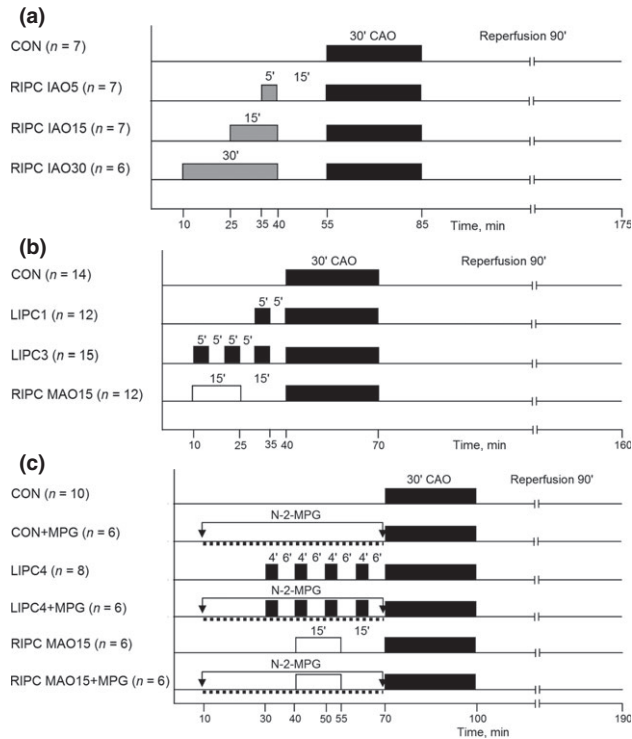 (a)
30' CAO Reperfusion 90'
CON (n = 7)
5' 15'
RIPC IAO5 (n = 7)
15'
RIPC IAO15 (n = 7)
30'
RIPC IAO30 (n = 6)
10 25 35 40 55 85 Time, min 175
(b)
30' CAO Reperfusion 90'
CON (n = 14)
5' 5'
LIPC1 (n = 12)
5' 5' 5' 5'
LIPC3 (n = 15)
15' 15'
RIPC MAO15 (n = 12)
10 25 35 40 70 Time, min 160
(c)
30' CAO Reperfusion 90'
CON (n = 10)
N-2-MPG
CON+MPG (n = 6)
4' 6' 4' 6' 4' 6' 4' 6'
LIPC4 (n = 8)
N-2-MPG
LIPC4+MPG (n = 6)
15' 15'
RIPC MAO15 (n = 6)
N-2-MPG
RIPC MAO15+MPG (n = 6)
10 30 40 50 55 70 100 190
Time, min